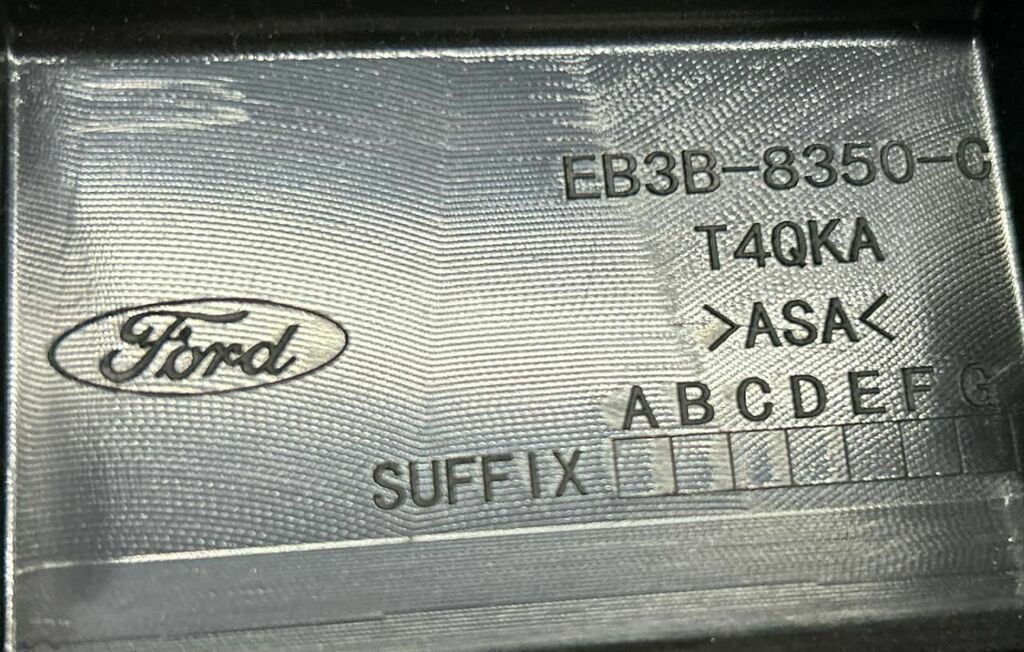 EB3B-8350-C
T4QKA
>ASA<
Ford
A B C D E F G
SUFFIX